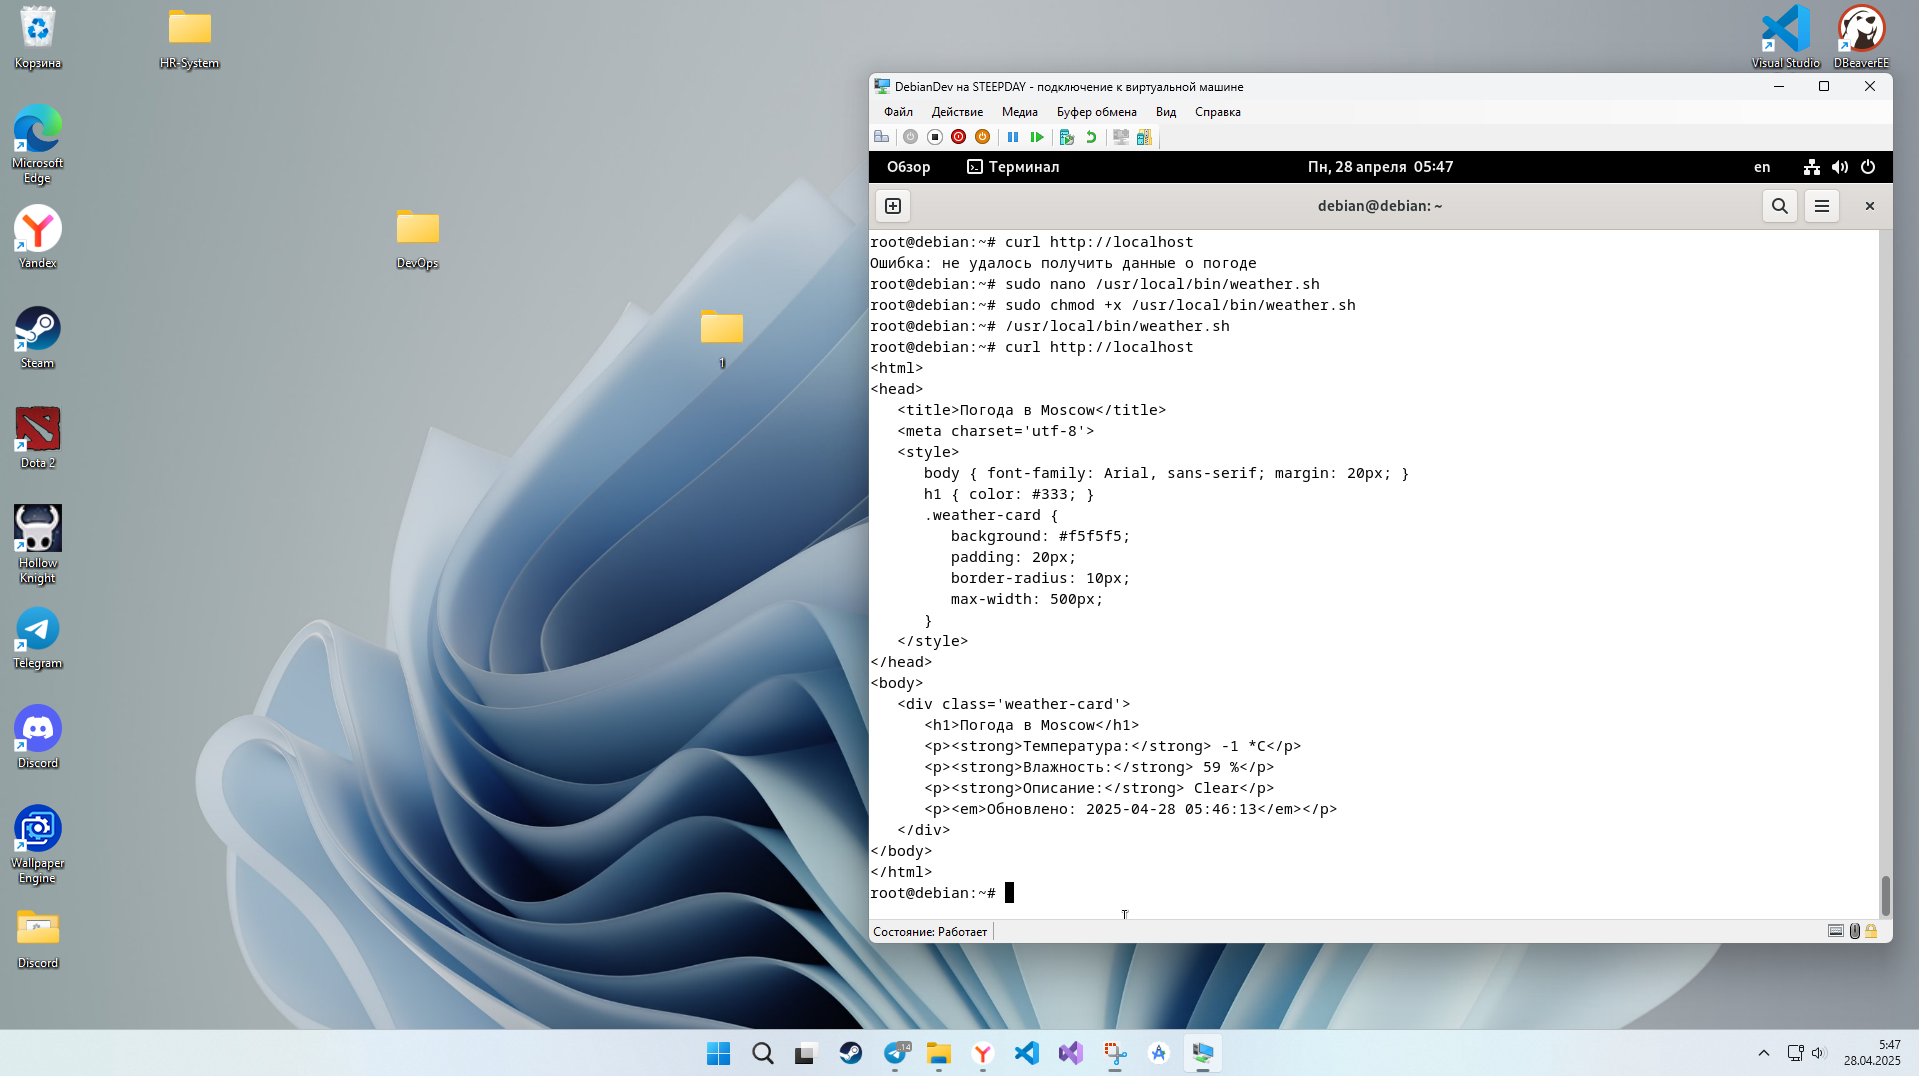 Корзина
HR-System
Visual Studio
DBeaverEE
Microsoft
Edge
Yandex
DevOps
Steam
1
Dota 2
Hollow
Knight
Telegram
Discord
Wallpaper
Engine
Discord
DebianDev на STEEPDAY - подключение к виртуальной машине
Файл Действие Медиа Буфер обмена Вид Справка
Обзор Терминал Пн, 28 апреля 05:47 en
debian@debian: ~
root@debian:~# curl http://localhost
Ошибка: не удалось получить данные о погоде
root@debian:~# sudo nano /usr/local/bin/weather.sh
root@debian:~# sudo chmod +x /usr/local/bin/weather.sh
root@debian:~# /usr/local/bin/weather.sh
root@debian:~# curl http://localhost
<html>
<head>
   <title>Погода в Moscow</title>
   <meta charset='utf-8'>
   <style>
      body { font-family: Arial, sans-serif; margin: 20px; }
      h1 { color: #333; }
      .weather-card {
         background: #f5f5f5;
         padding: 20px;
         border-radius: 10px;
         max-width: 500px;
      }
   </style>
</head>
<body>
   <div class='weather-card'>
      <h1>Погода в Moscow</h1>
      <p><strong>Температура:</strong> -1 *C</p>
      <p><strong>Влажность:</strong> 59 %</p>
      <p><strong>Описание:</strong> Clear</p>
      <p><em>Обновлено: 2025-04-28 05:46:13</em></p>
   </div>
</body>
</html>
root@debian:~#
Состояние: Работает
14
5:47
28.04.2025